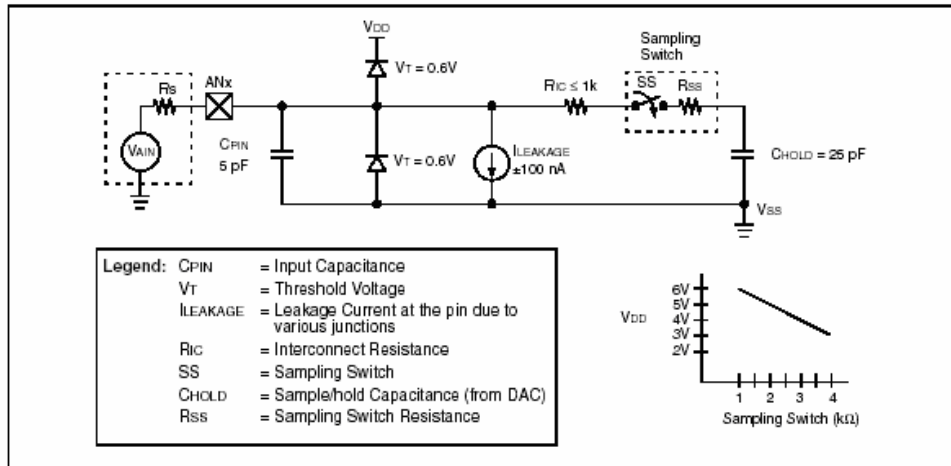 VDD
Sampling
Switch
VT = 0.6V
RS
ANx
RIC ≤ 1k
SS
RSS
VAIN
CPIN
5 pF
VT = 0.6V
ILEAKAGE
±100 nA
CHOLD = 25 pF
VSS
Legend: CPIN = Input Capacitance
VT = Threshold Voltage
ILEAKAGE = Leakage Current at the pin due to
various junctions
RIC = Interconnect Resistance
SS = Sampling Switch
CHOLD = Sample/hold Capacitance (from DAC)
RSS = Sampling Switch Resistance
6V
5V
VDD
4V
3V
2V
1 2 3 4
Sampling Switch (kΩ)